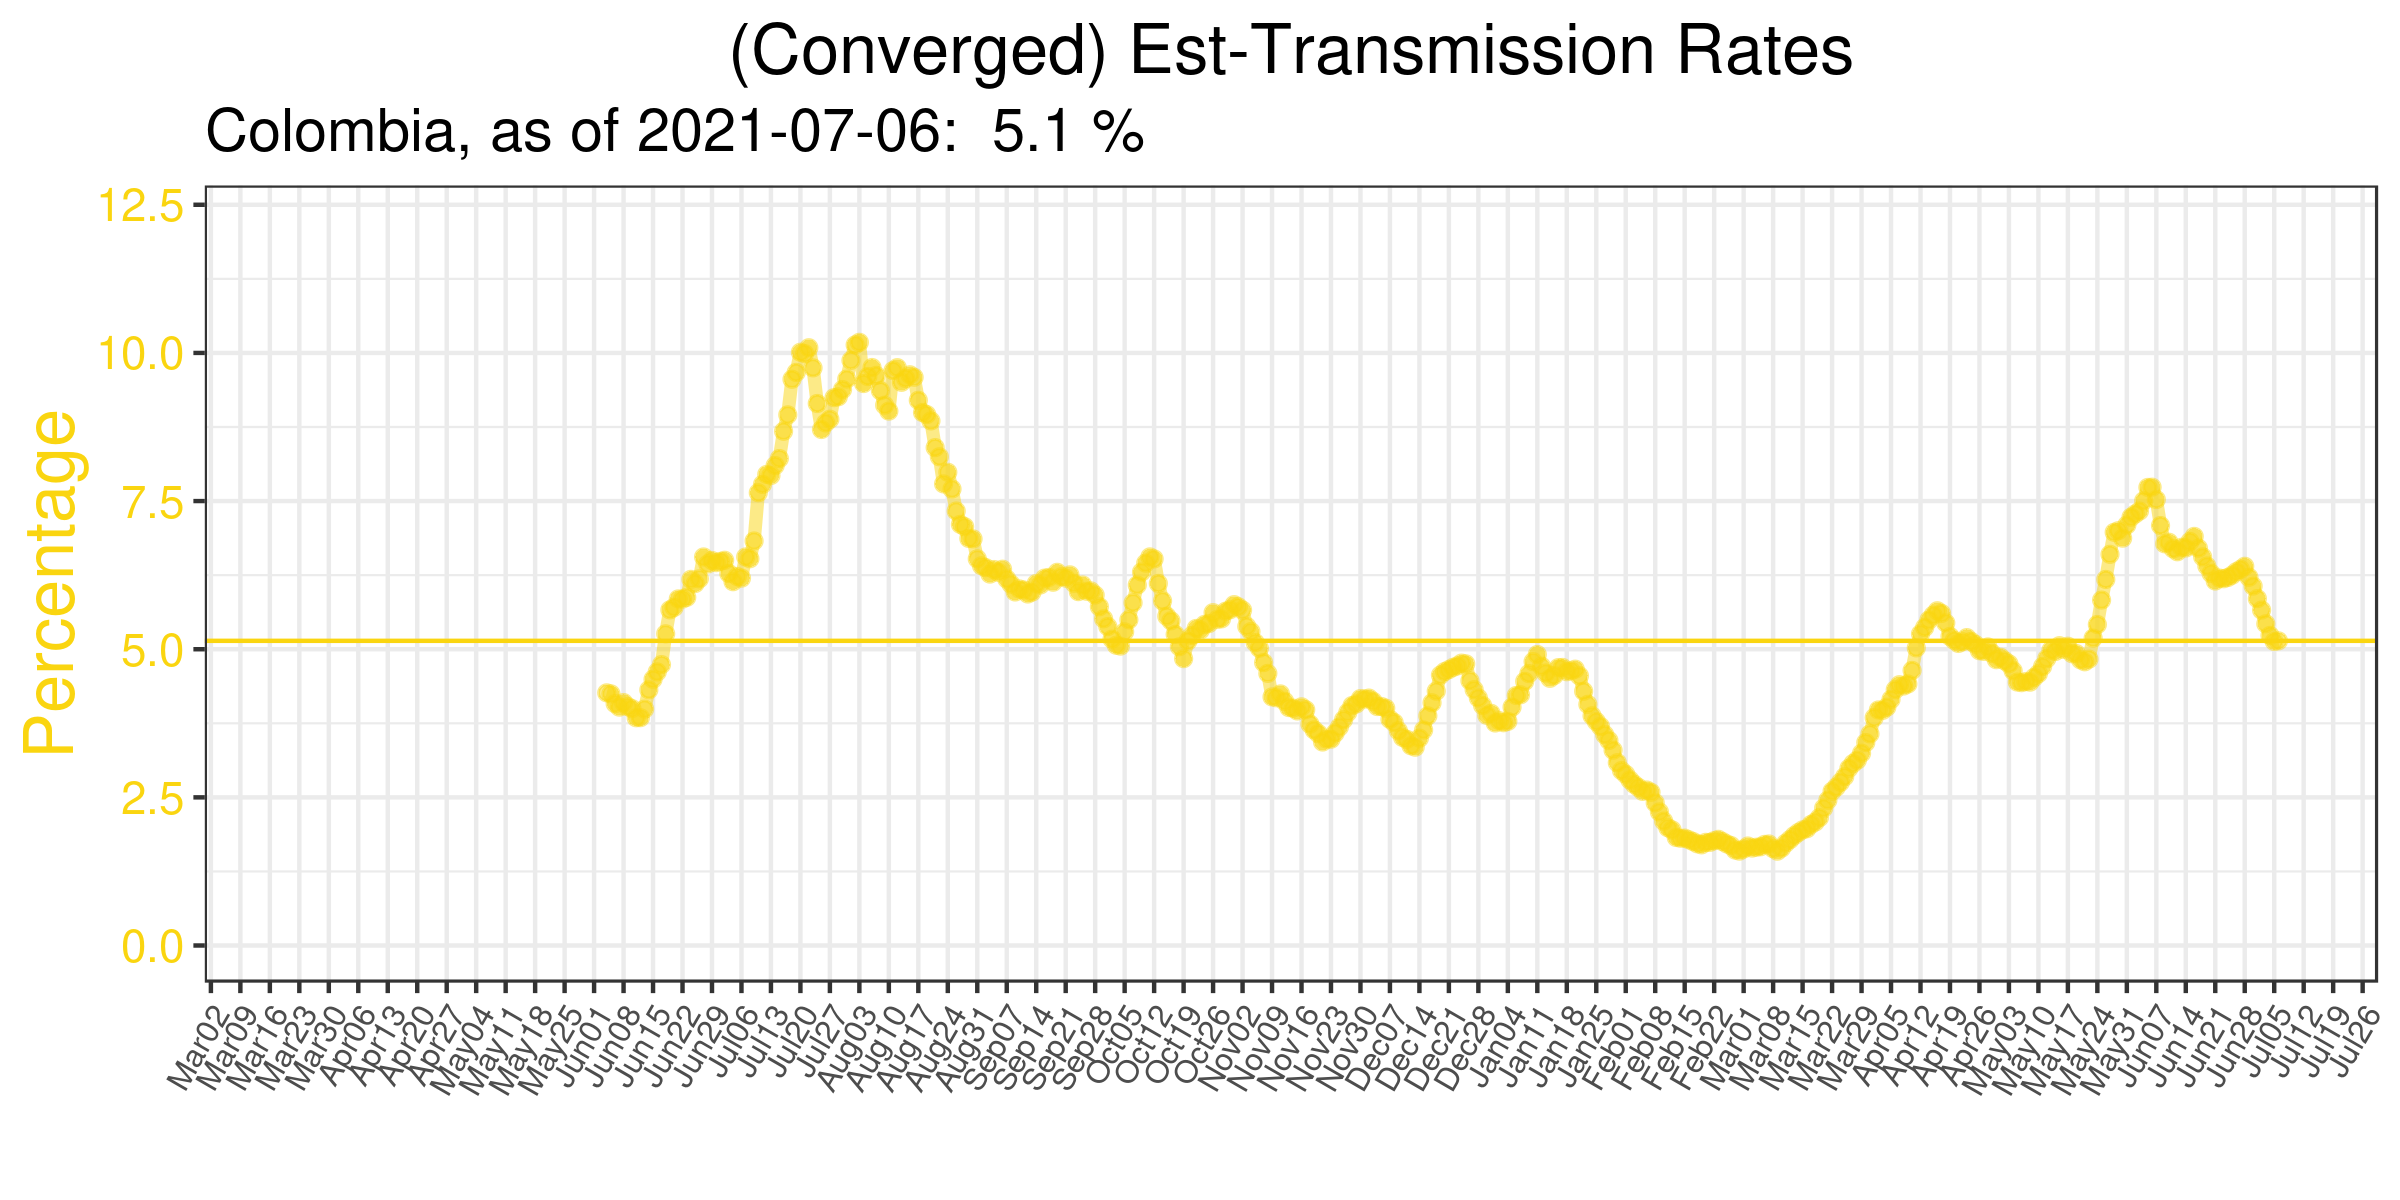 (Converged) Est-Transmission Rates
Colombia, as of 2021-07-06:  5.1 %
Percentage
12.5
10.0
7.5
5.0
2.5
0.0
Mar02
Mar09
Mar16
Mar23
Mar30
Apr06
Apr13
Apr20
Apr27
May04
May11
May18
May25
Jun01
Jun08
Jun15
Jun22
Jun29
Jul06
Jul13
Jul20
Jul27
Aug03
Aug10
Aug17
Aug24
Aug31
Sep07
Sep14
Sep21
Sep28
Oct05
Oct12
Oct19
Oct26
Nov02
Nov09
Nov16
Nov23
Nov30
Dec07
Dec14
Dec21
Dec28
Jan04
Jan11
Jan18
Jan25
Feb01
Feb08
Feb15
Feb22
Mar01
Mar08
Mar15
Mar22
Mar29
Apr05
Apr12
Apr19
Apr26
May03
May10
May17
May24
May31
Jun07
Jun14
Jun21
Jun28
Jul05
Jul12
Jul19
Jul26